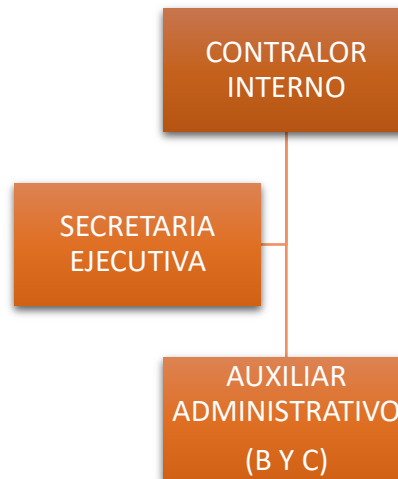 CONTRALOR
INTERNO
SECRETARIA
EJECUTIVA
AUXILIAR
ADMINISTRATIVO
(B Y C)